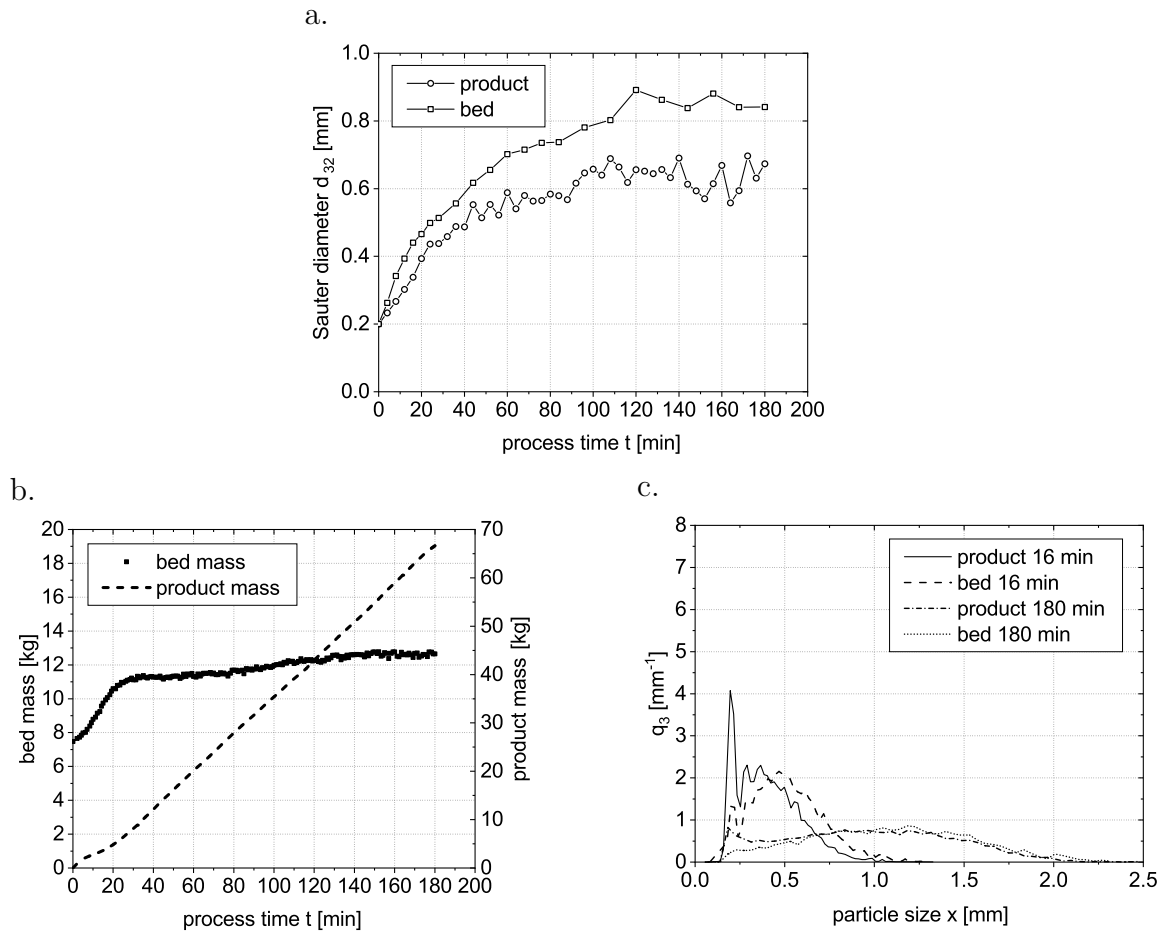 a.
1.0
0.8
0.6
0.4
0.2
0.0
Sauter diameter d32 [mm]
product
bed
0 20 40 60 80 100 120 140 160 180 200
process time t [min]
b.
20
18
16
14
12
10
8
6
4
2
0
bed mass [kg]
bed mass
product mass
70
60
50
40
30
20
10
0
product mass [kg]
0 20 40 60 80 100 120 140 160 180 200
process time t [min]
c.
8
7
6
5
4
3
2
1
0
q3 [mm-1]
product 16 min
bed 16 min
product 180 min
bed 180 min
0.0 0.5 1.0 1.5 2.0 2.5
particle size x [mm]